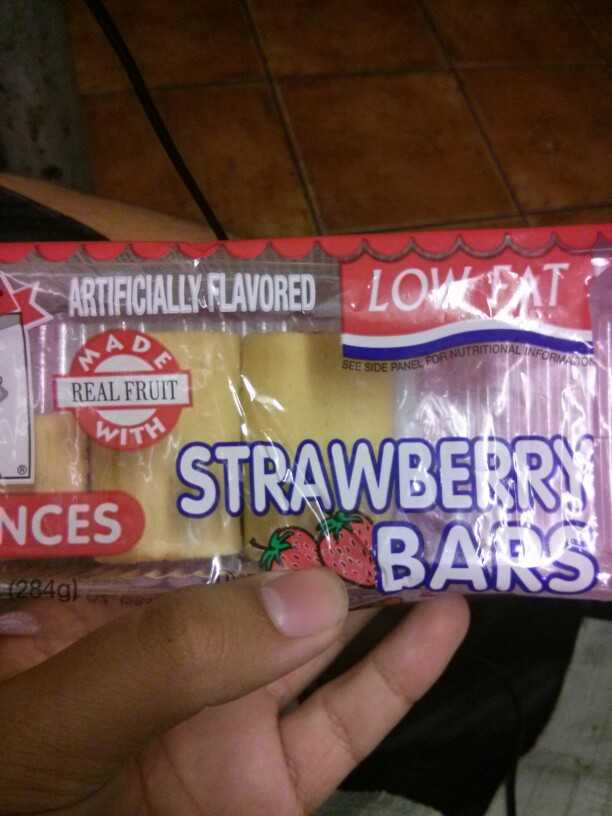 ARTIFICIALLY FLAVORED
LOW FAT
SEE SIDE PANEL FOR NUTRITIONAL INFORMATION
MADE
REAL FRUIT
WITH
STRAWBERRY
BARS
NCES
(284g)
®